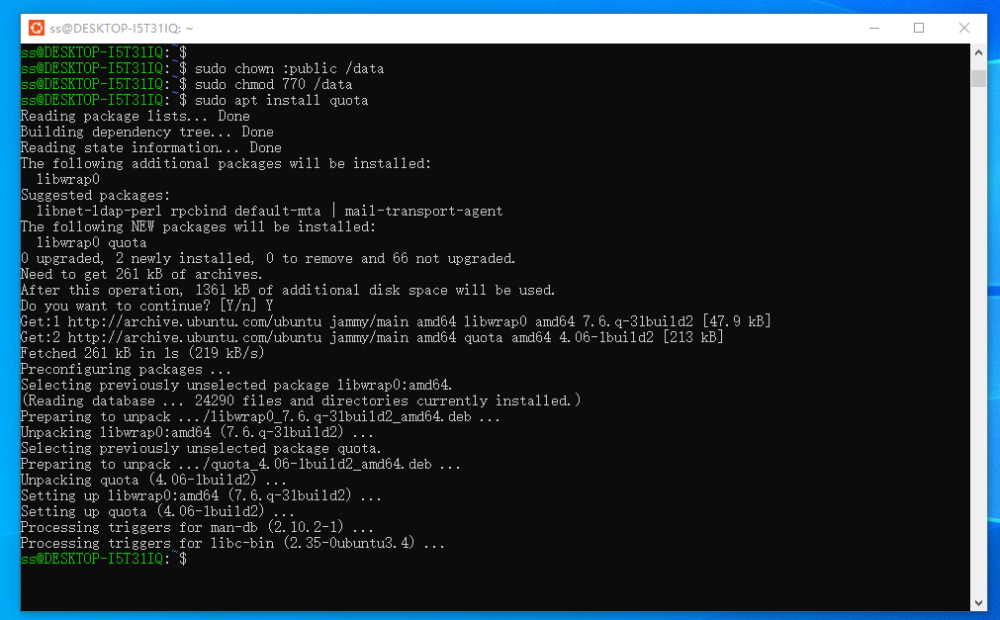 ss@DESKTOP-I5T31IQ: ~
ss@DESKTOP-I5T31IQ:~$
ss@DESKTOP-I5T31IQ:~$ sudo chown :public /data
ss@DESKTOP-I5T31IQ:~$ sudo chmod 770 /data
ss@DESKTOP-I5T31IQ:~$ sudo apt install quota
Reading package lists... Done
Building dependency tree... Done
Reading state information... Done
The following additional packages will be installed:
  libwrap0
Suggested packages:
  libnet-ldap-perl rpcbind default-mta | mail-transport-agent
The following NEW packages will be installed:
  libwrap0 quota
0 upgraded, 2 newly installed, 0 to remove and 66 not upgraded.
Need to get 261 kB of archives.
After this operation, 1361 kB of additional disk space will be used.
Do you want to continue? [Y/n] Y
Get:1 http://archive.ubuntu.com/ubuntu jammy/main amd64 libwrap0 amd64 7.6.q-31build2 [47.9 kB]
Get:2 http://archive.ubuntu.com/ubuntu jammy/main amd64 quota amd64 4.06-1build2 [213 kB]
Fetched 261 kB in 1s (219 kB/s)
Preconfiguring packages ...
Selecting previously unselected package libwrap0:amd64.
(Reading database ... 24290 files and directories currently installed.)
Preparing to unpack .../libwrap0_7.6.q-31build2_amd64.deb ...
Unpacking libwrap0:amd64 (7.6.q-31build2) ...
Selecting previously unselected package quota.
Preparing to unpack .../quota_4.06-1build2_amd64.deb ...
Unpacking quota (4.06-1build2) ...
Setting up libwrap0:amd64 (7.6.q-31build2) ...
Setting up quota (4.06-1build2) ...
Processing triggers for man-db (2.10.2-1) ...
Processing triggers for libc-bin (2.35-0ubuntu3.4) ...
ss@DESKTOP-I5T31IQ:~$